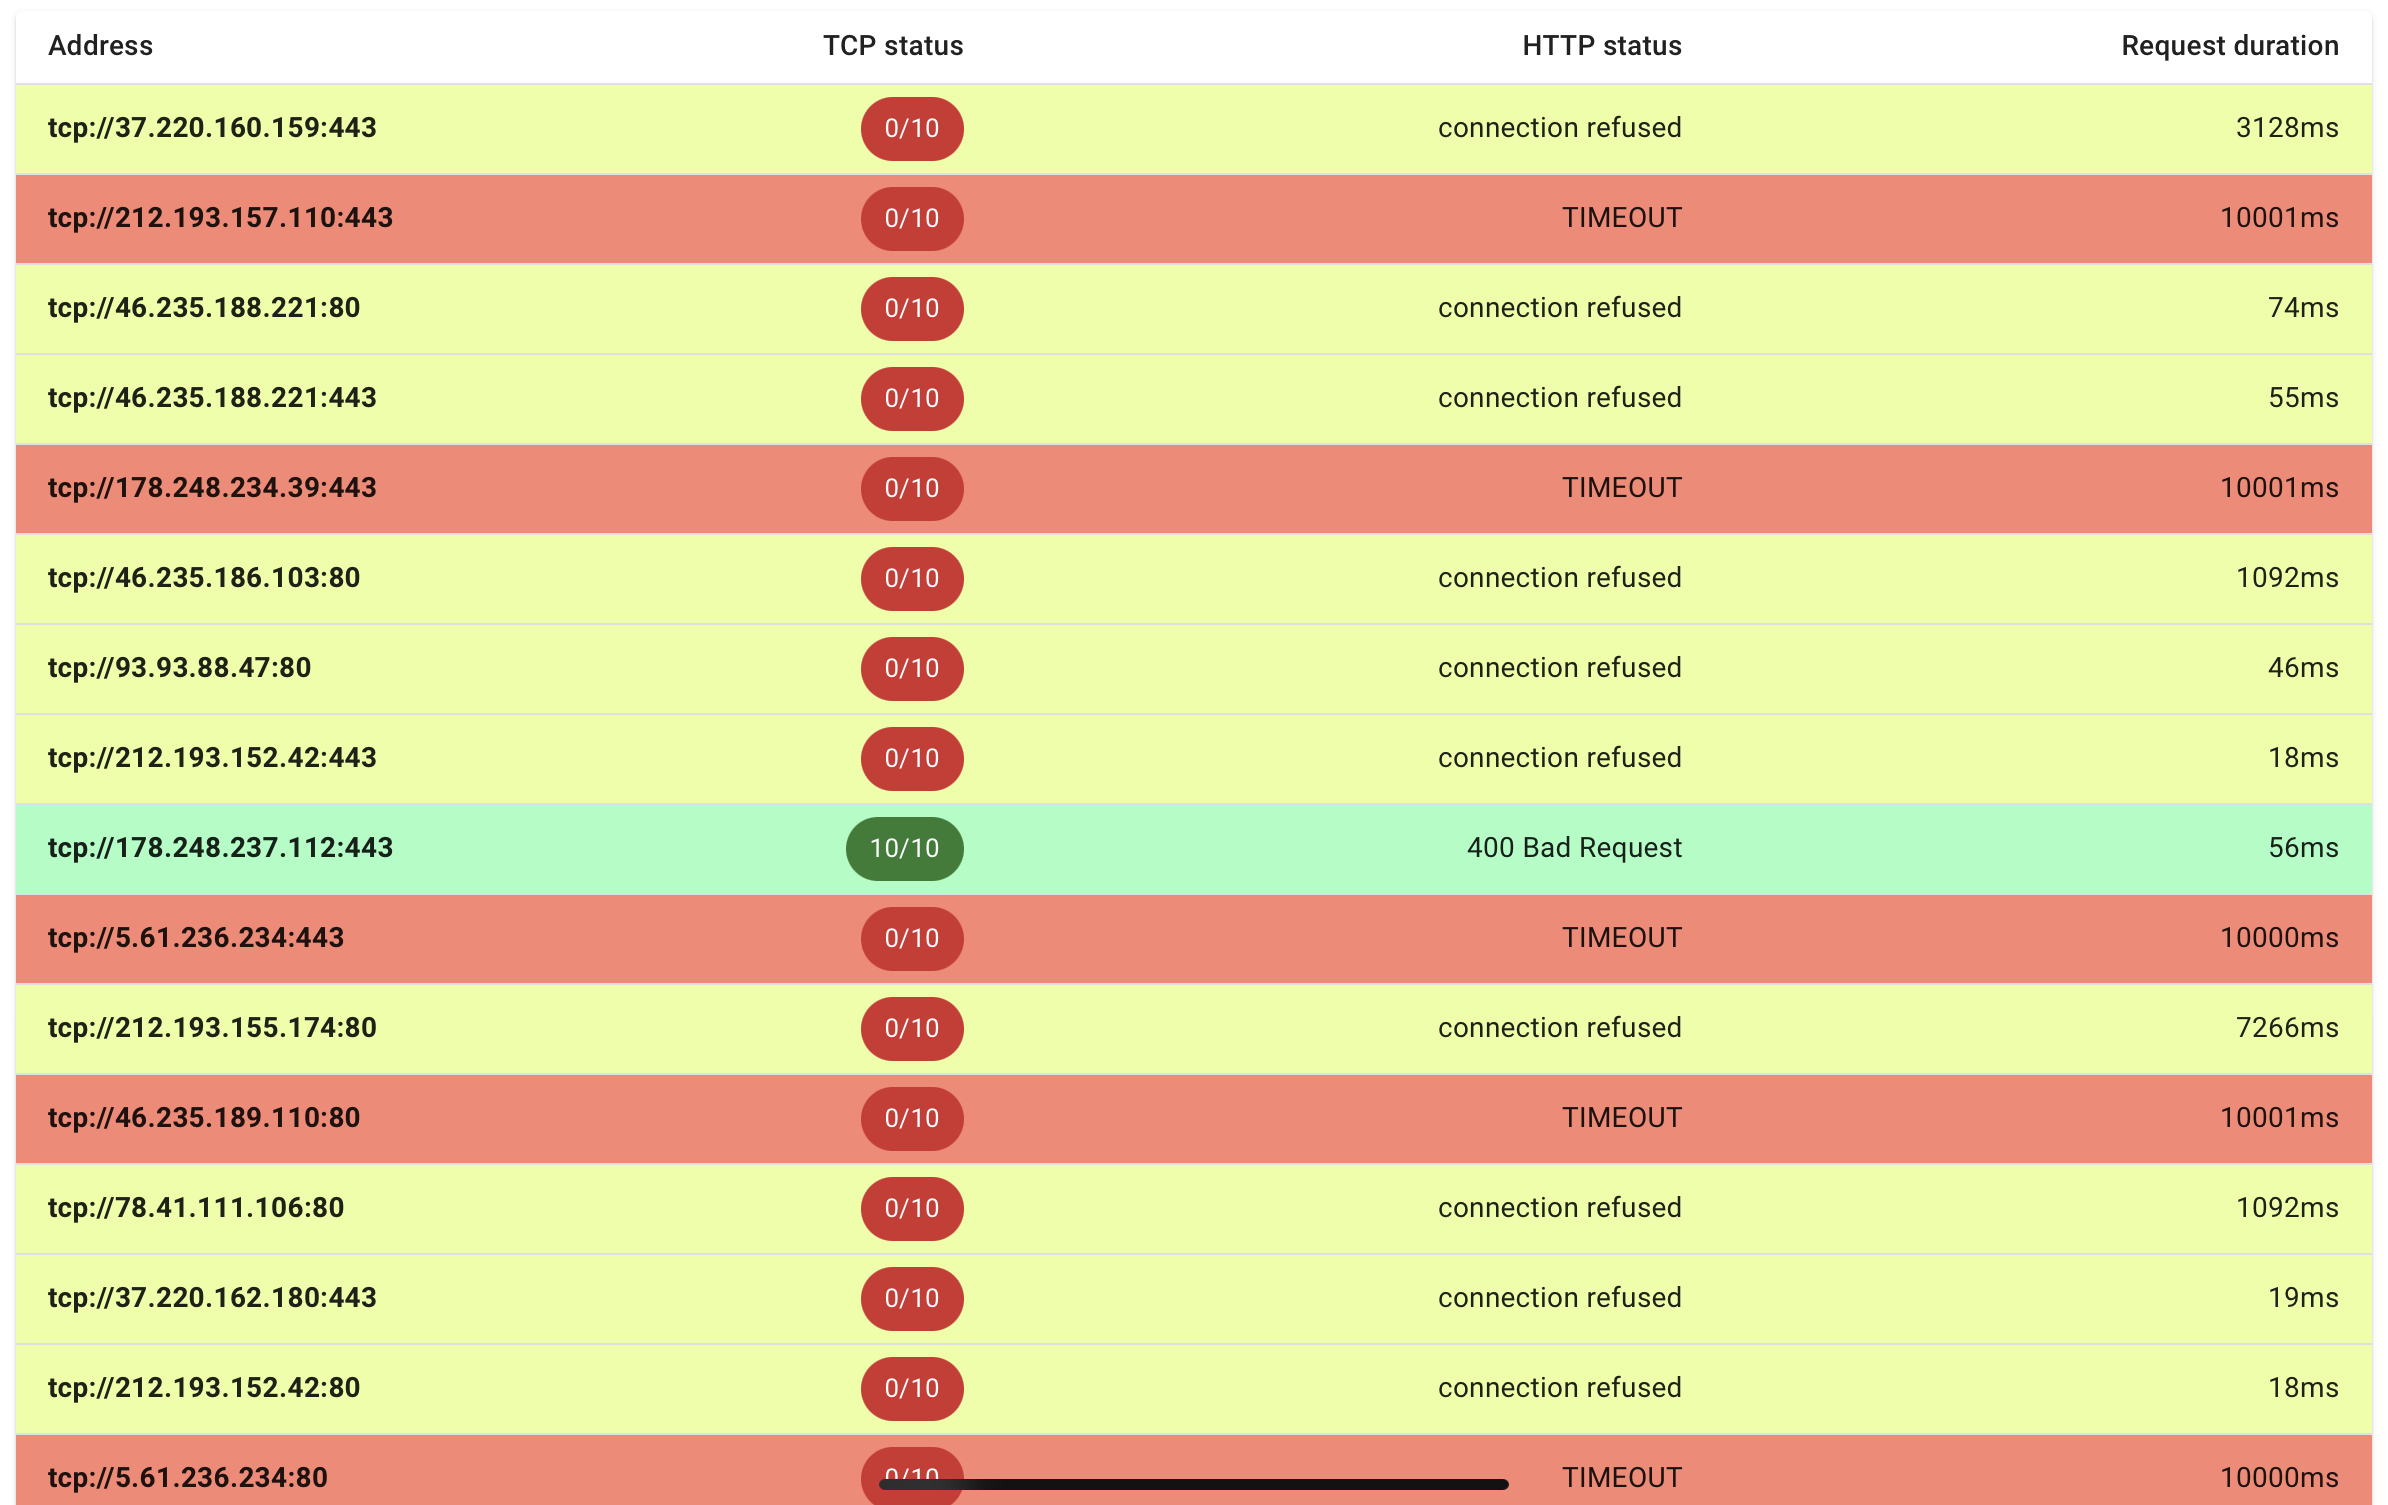 Address TCP status HTTP status Request duration
tcp://37.220.160.159:443 0/10 connection refused 3128ms
tcp://212.193.157.110:443 0/10 TIMEOUT 10001ms
tcp://46.235.188.221:80 0/10 connection refused 74ms
tcp://46.235.188.221:443 0/10 connection refused 55ms
tcp://178.248.234.39:443 0/10 TIMEOUT 10001ms
tcp://46.235.186.103:80 0/10 connection refused 1092ms
tcp://93.93.88.47:80 0/10 connection refused 46ms
tcp://212.193.152.42:443 0/10 connection refused 18ms
tcp://178.248.237.112:443 10/10 400 Bad Request 56ms
tcp://5.61.236.234:443 0/10 TIMEOUT 10000ms
tcp://212.193.155.174:80 0/10 connection refused 7266ms
tcp://46.235.189.110:80 0/10 TIMEOUT 10001ms
tcp://78.41.111.106:80 0/10 connection refused 1092ms
tcp://37.220.162.180:443 0/10 connection refused 19ms
tcp://212.193.152.42:80 0/10 connection refused 18ms
tcp://5.61.236.234:80 0/10 TIMEOUT 10000ms